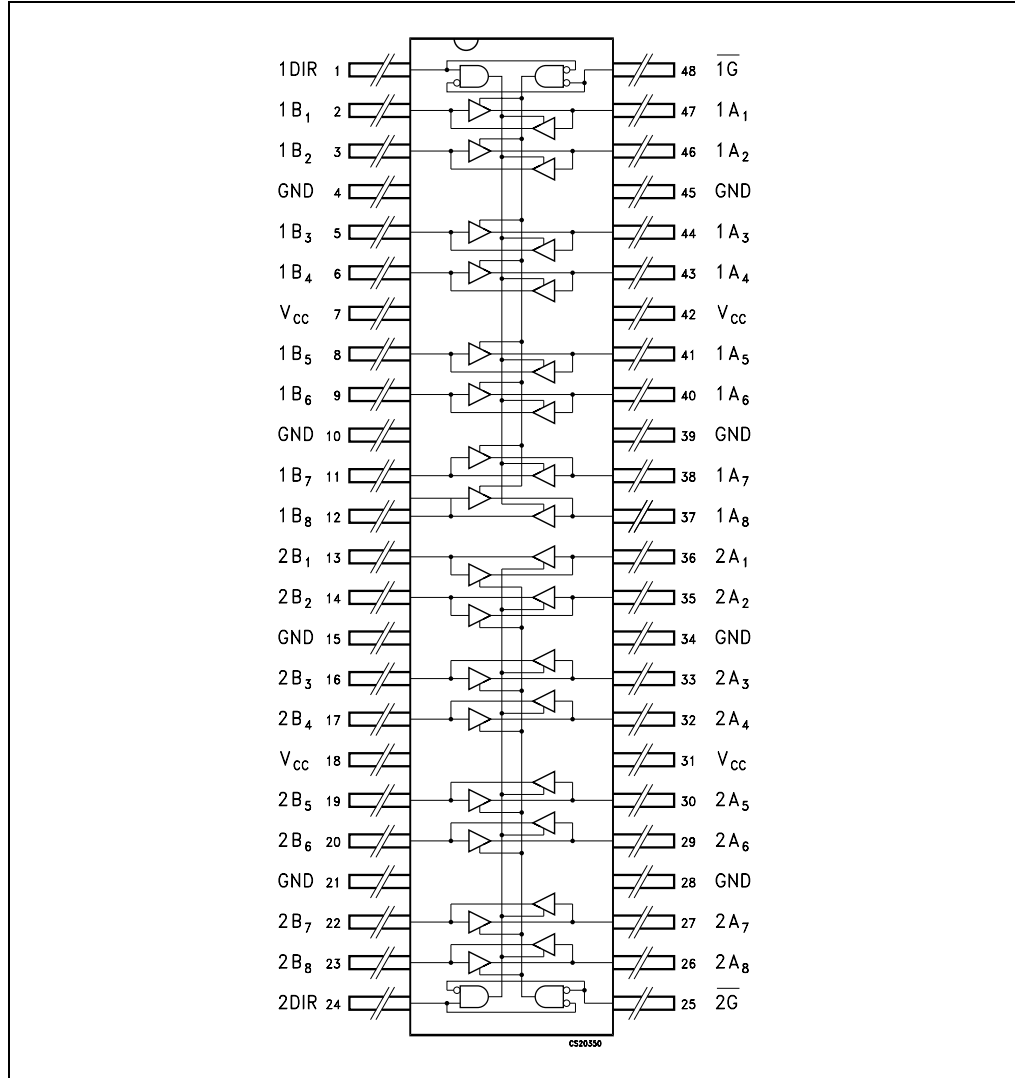 1DIR 1 48 1G̅
1B₁ 2 47 1A₁
1B₂ 3 46 1A₂
GND 4 45 GND
1B₃ 5 44 1A₃
1B₄ 6 43 1A₄
V_CC 7 42 V_CC
1B₅ 8 41 1A₅
1B₆ 9 40 1A₆
GND 10 39 GND
1B₇ 11 38 1A₇
1B₈ 12 37 1A₈
2B₁ 13 36 2A₁
2B₂ 14 35 2A₂
GND 15 34 GND
2B₃ 16 33 2A₃
2B₄ 17 32 2A₄
V_CC 18 31 V_CC
2B₅ 19 30 2A₅
2B₆ 20 29 2A₆
GND 21 28 GND
2B₇ 22 27 2A₇
2B₈ 23 26 2A₈
2DIR 24 25 2G̅
CS20350